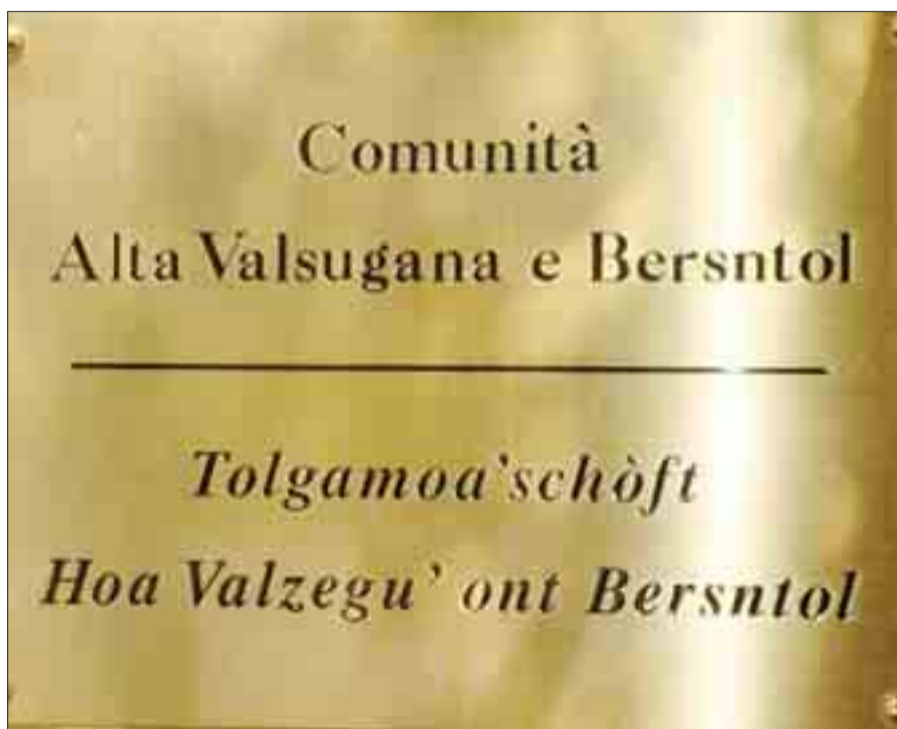 Comunità
Alta Valsugana e Bersntol
Tolgamoa'schòft
Hoa Valzegu' ont Bersntol